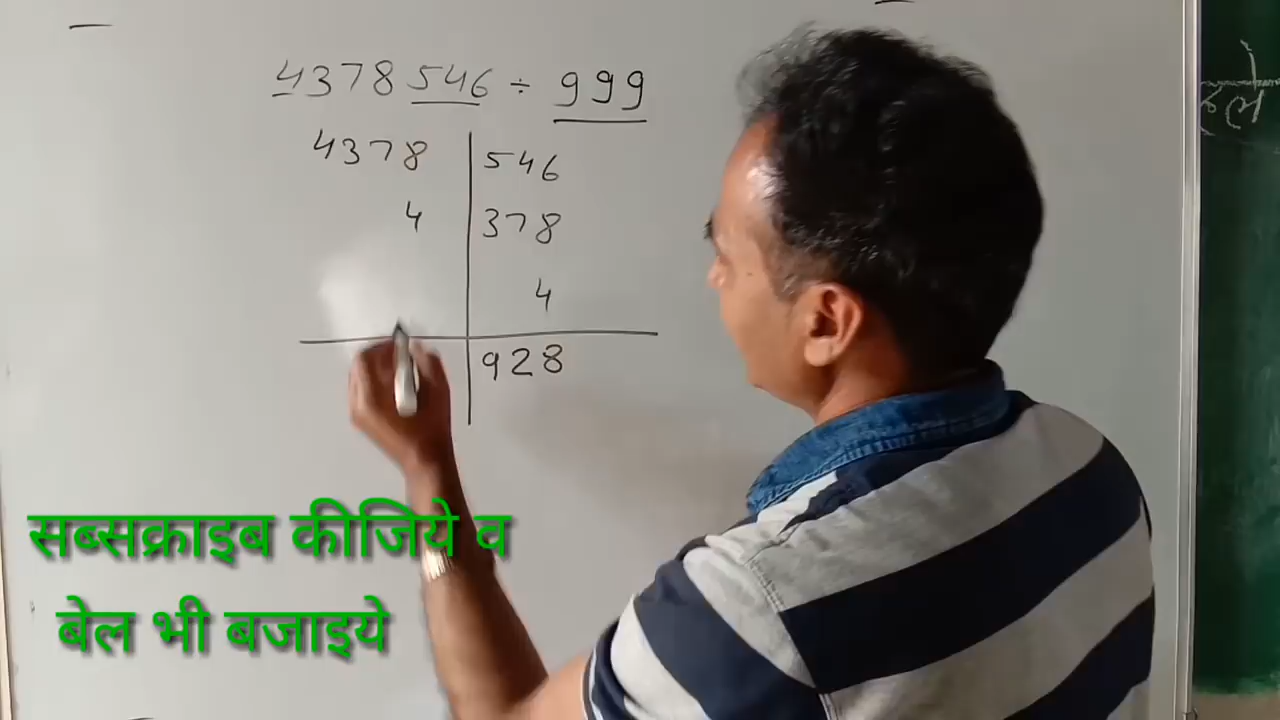 4378546 ÷ 999
4378 | 546
4 | 378
4
928
सब्सक्राइब कीजिये व
बेल भी बजाइये